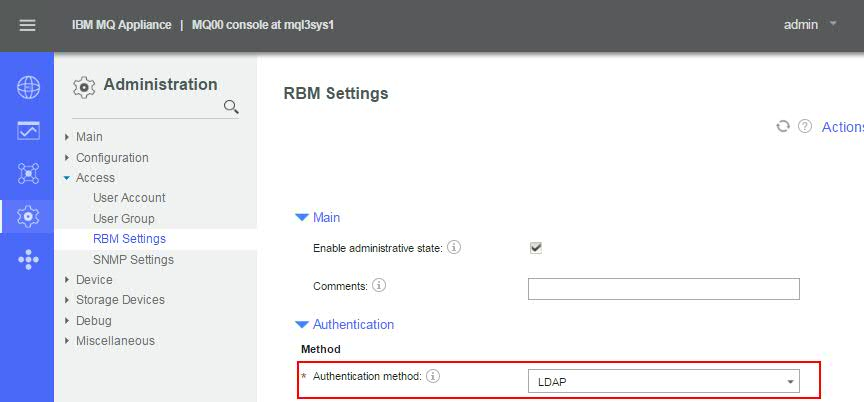 IBM MQ Appliance | MQ00 console at mql3sys1
admin
Administration
Main
Configuration
Access
User Account
User Group
RBM Settings
SNMP Settings
Device
Storage Devices
Debug
Miscellaneous
RBM Settings
Actions
Main
Enable administrative state:
Comments:
Authentication
Method
* Authentication method:
LDAP